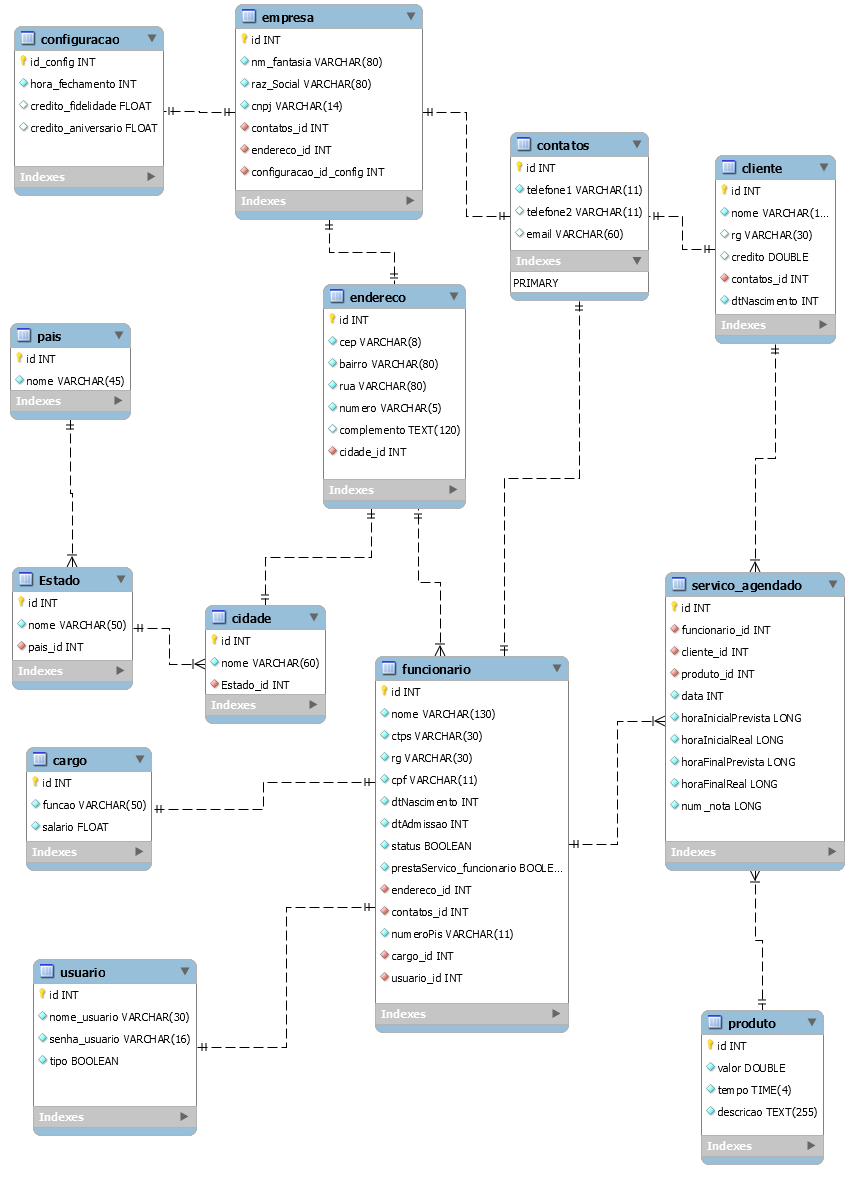 configuracao
id_config INT
hora_fechamento INT
credito_fidelidade FLOAT
credito_aniversario FLOAT
Indexes
empresa
id INT
nm_fantasia VARCHAR(80)
raz_Social VARCHAR(80)
cnpj VARCHAR(14)
contatos_id INT
endereco_id INT
configuracao_id_config INT
Indexes
contatos
id INT
telefone1 VARCHAR(11)
telefone2 VARCHAR(11)
email VARCHAR(60)
Indexes
PRIMARY
cliente
id INT
nome VARCHAR(1...
rg VARCHAR(30)
credito DOUBLE
contatos_id INT
dtNascimento INT
Indexes
endereco
id INT
cep VARCHAR(8)
bairro VARCHAR(80)
rua VARCHAR(80)
numero VARCHAR(5)
complemento TEXT(120)
cidade_id INT
Indexes
pais
id INT
nome VARCHAR(45)
Indexes
Estado
id INT
nome VARCHAR(50)
pais_id INT
Indexes
cidade
id INT
nome VARCHAR(60)
Estado_id INT
Indexes
funcionario
id INT
nome VARCHAR(130)
ctps VARCHAR(30)
rg VARCHAR(30)
cpf VARCHAR(11)
dtNascimento INT
dtAdmissao INT
status BOOLEAN
prestaServico_funcionario BOOLE...
endereco_id INT
contatos_id INT
numeroPis VARCHAR(11)
cargo_id INT
usuario_id INT
Indexes
servico_agendado
id INT
funcionario_id INT
cliente_id INT
produto_id INT
data INT
horaInicialPrevista LONG
horaInicialReal LONG
horaFinalPrevista LONG
horaFinalReal LONG
num_nota LONG
Indexes
cargo
id INT
funcao VARCHAR(50)
salario FLOAT
Indexes
usuario
id INT
nome_usuario VARCHAR(30)
senha_usuario VARCHAR(16)
tipo BOOLEAN
Indexes
produto
id INT
valor DOUBLE
tempo TIME(4)
descricao TEXT(255)
Indexes